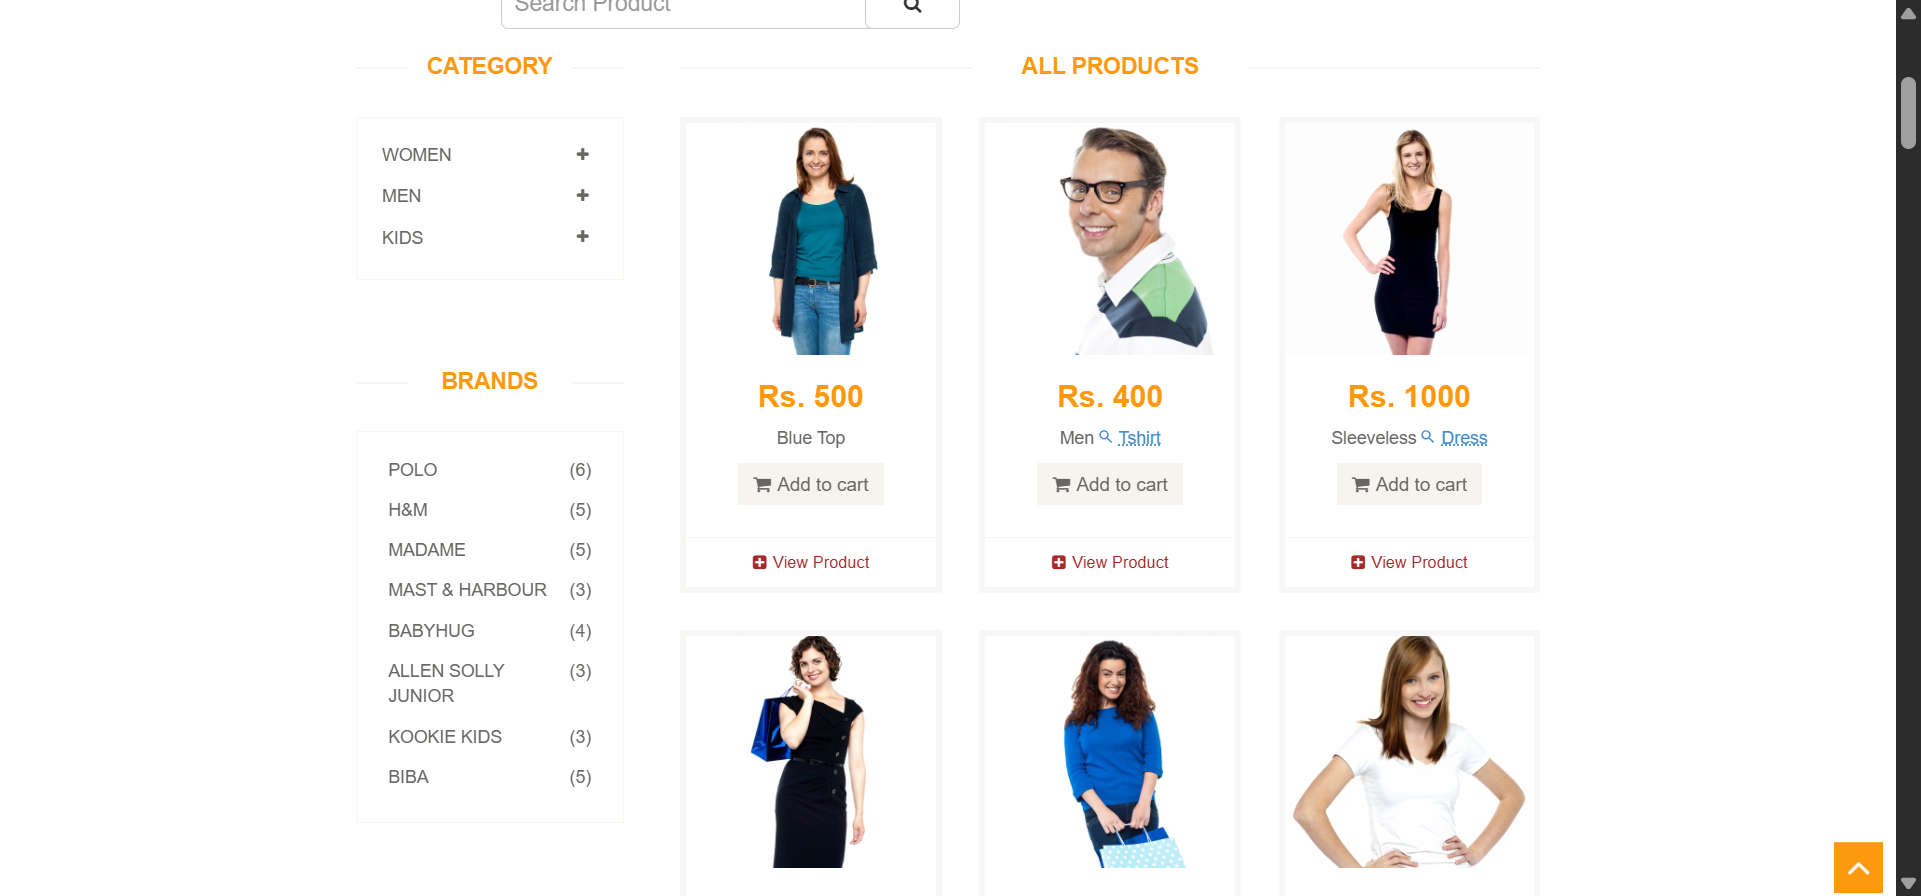 Search Product
CATEGORY
WOMEN
MEN
KIDS
BRANDS
POLO (6)
H&M (5)
MADAME (5)
MAST & HARBOUR (3)
BABYHUG (4)
ALLEN SOLLY (3)
JUNIOR
KOOKIE KIDS (3)
BIBA (5)
ALL PRODUCTS
Rs. 500
Blue Top
Add to cart
View Product
Rs. 400
Men Tshirt
Add to cart
View Product
Rs. 1000
Sleeveless Dress
Add to cart
View Product